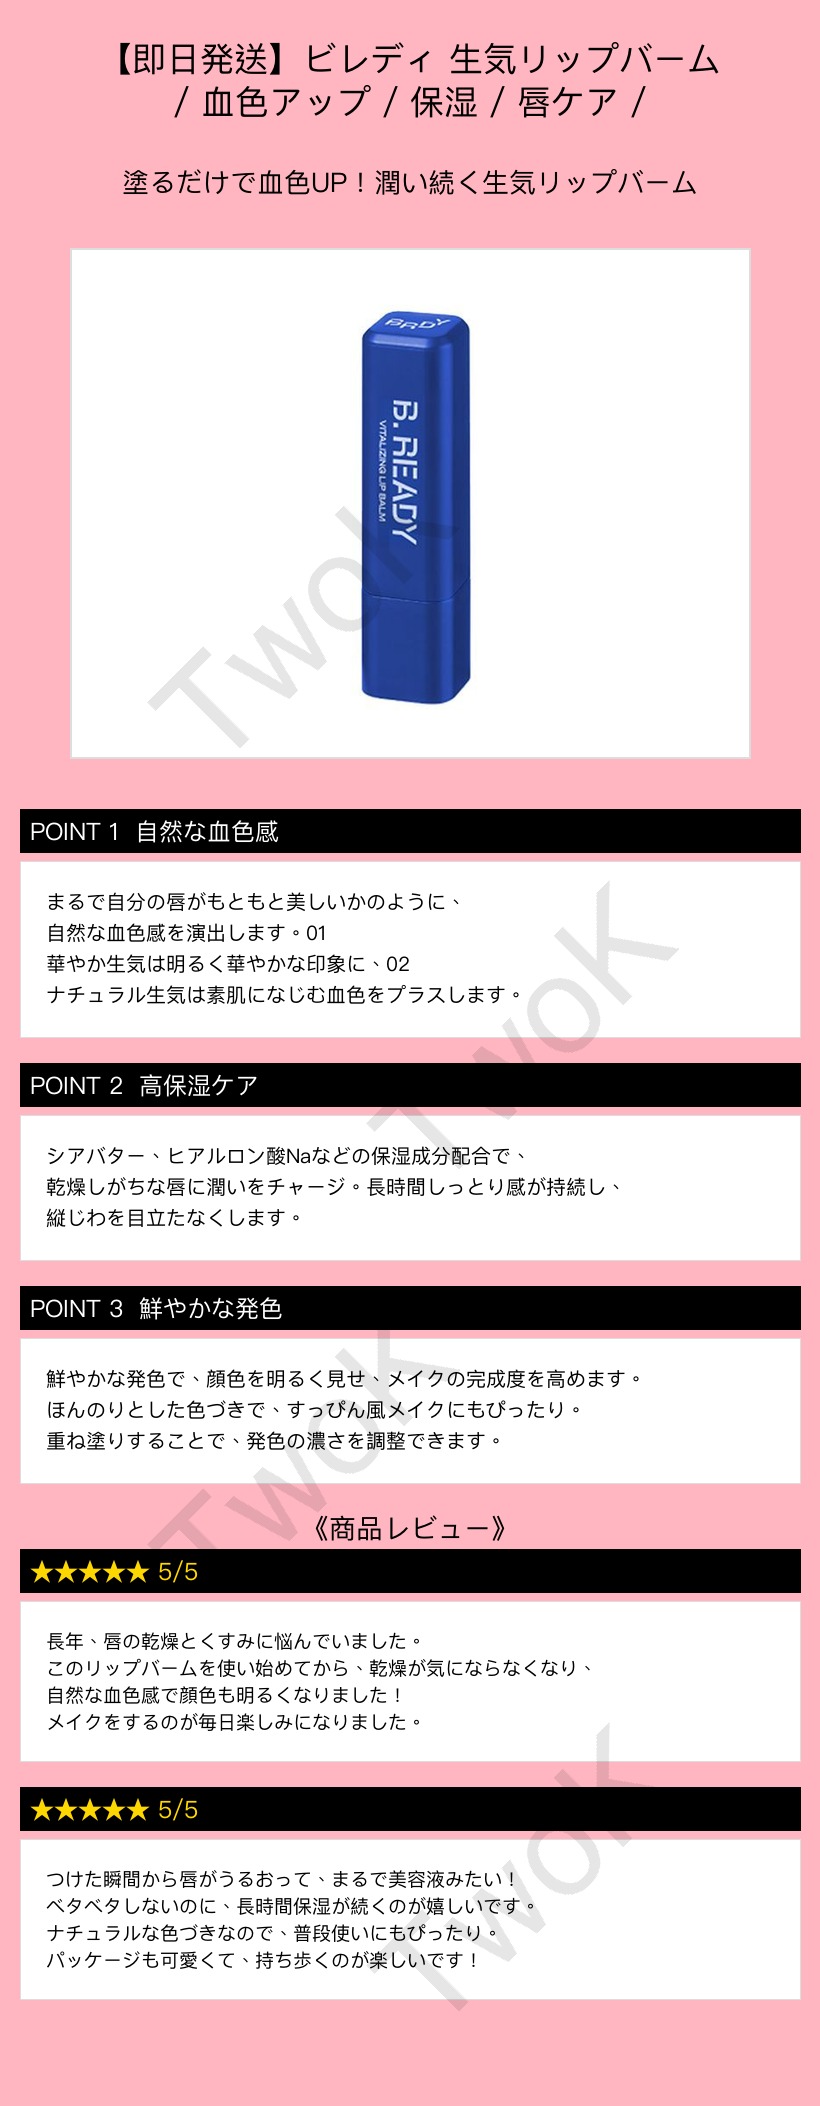 【即日発送】ビレディ 生気リップバーム
/ 血色アップ / 保湿 / 唇ケア /
塗るだけで血色UP！潤い続く生気リップバーム
BRDY
B. READY
VITALIZING LIP BALM
TwoK
POINT 1 自然な血色感
まるで自分の唇がもともと美しいかのように、
自然な血色感を演出します。01
華やか生気は明るく華やかな印象に、02
ナチュラル生気は素肌になじむ血色をプラスします。
TwoK
POINT 2 高保湿ケア
シアバター、ヒアルロン酸Naなどの保湿成分配合で、
乾燥しがちな唇に潤いをチャージ。長時間しっとり感が持続し、
縦じわを目立たなくします。
POINT 3 鮮やかな発色
鮮やかな発色で、顔色を明るく見せ、メイクの完成度を高めます。
ほんのりとした色づきで、すっぴん風メイクにもぴったり。
重ね塗りすることで、発色の濃さを調整できます。
TwoK
《商品レビュー》
★★★★★ 5/5
長年、唇の乾燥とくすみに悩んでいました。
このリップバームを使い始めてから、乾燥が気にならなくなり、
自然な血色感で顔色も明るくなりました！
メイクをするのが毎日楽しみになりました。
★★★★★ 5/5
つけた瞬間から唇がうるおって、まるで美容液みたい！
ベタベタしないのに、長時間保湿が続くのが嬉しいです。
ナチュラルな色づきなので、普段使いにもぴったり。
パッケージも可愛くて、持ち歩くのが楽しいです！
TwoK